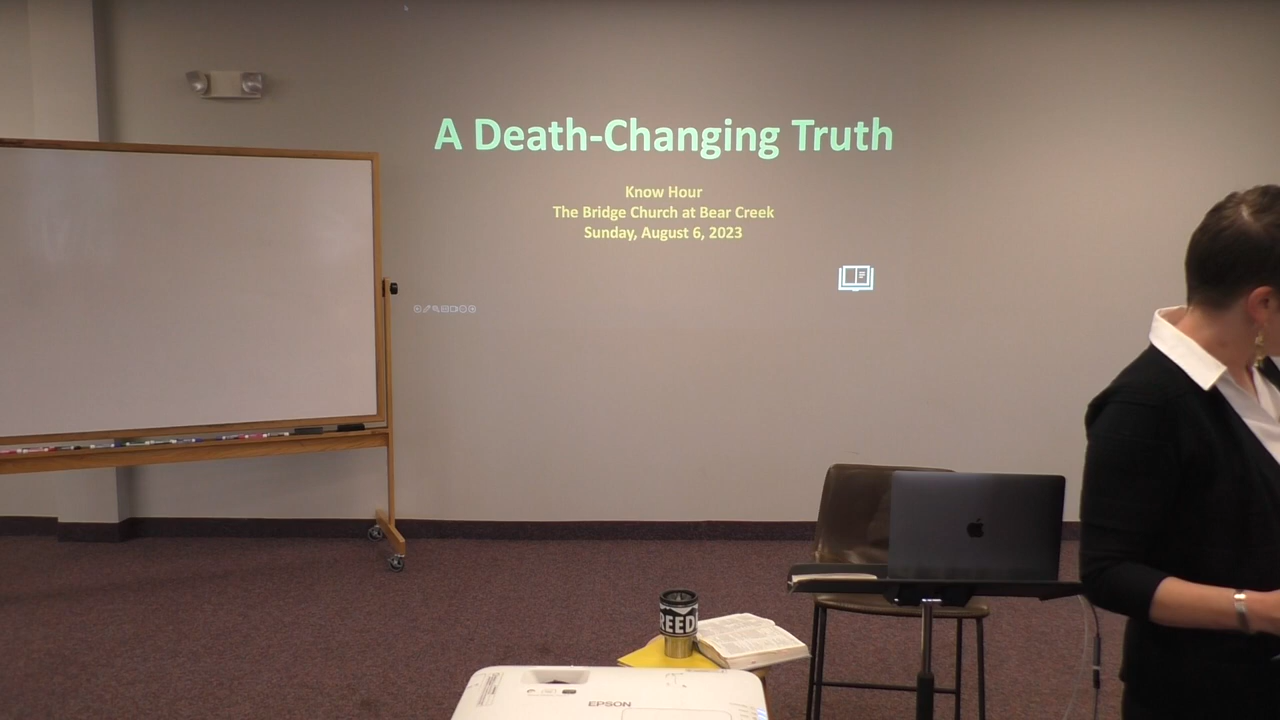 A Death-Changing Truth
Know Hour
The Bridge Church at Bear Creek
Sunday, August 6, 2023
REED
EPSON